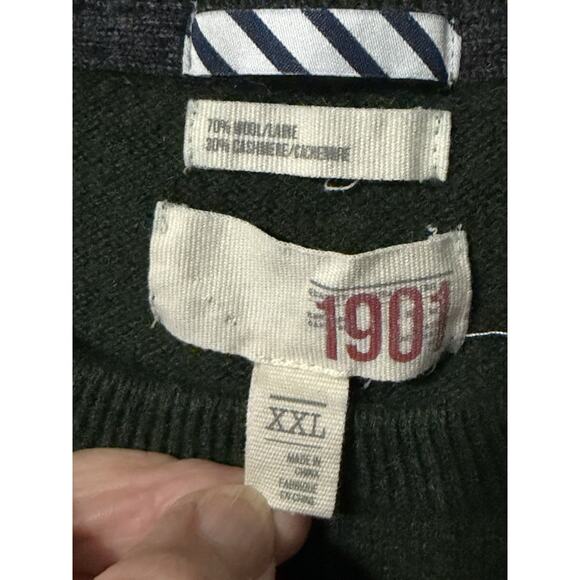 70% WOOL/LAINE
30% CASHMERE/CACHEMIRE
1901
XXL
MADE IN
CHINA
FABRIQUÉ
EN CHINE